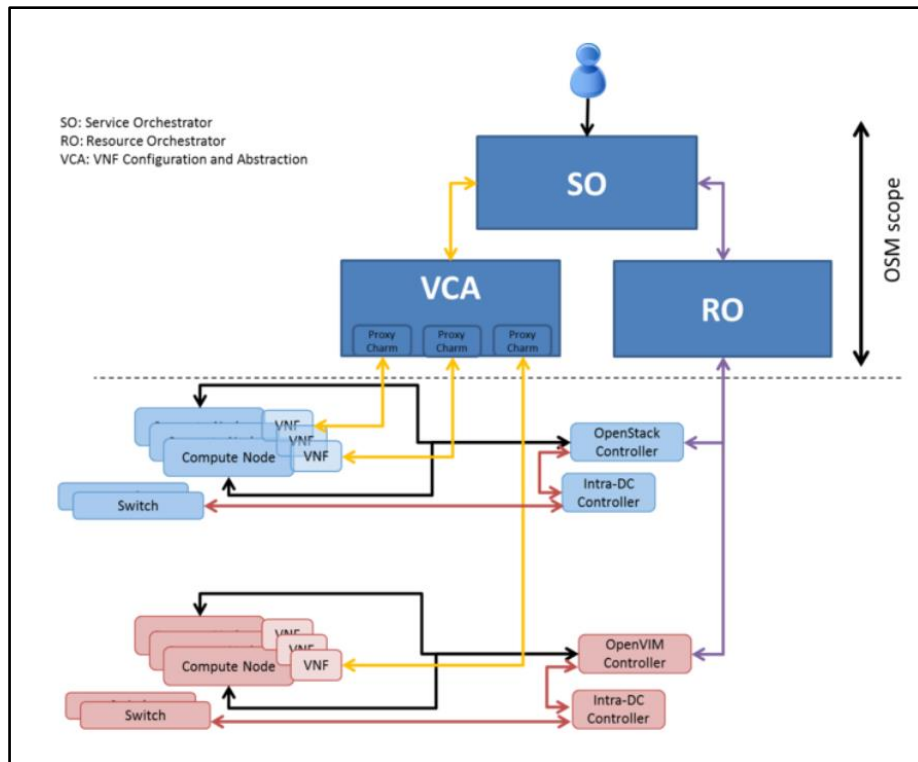 SO: Service Orchestrator
RO: Resource Orchestrator
VCA: VNF Configuration and Abstraction
SO
OSM scope
VCA
RO
Proxy
Charm
Proxy
Charm
Proxy
Charm
VNF
VNF
VNF
Compute Node
OpenStack
Controller
Intra-DC
Controller
Switch
VNF
VNF
VNF
Compute Node
OpenVIM
Controller
Intra-DC
Controller
Switch